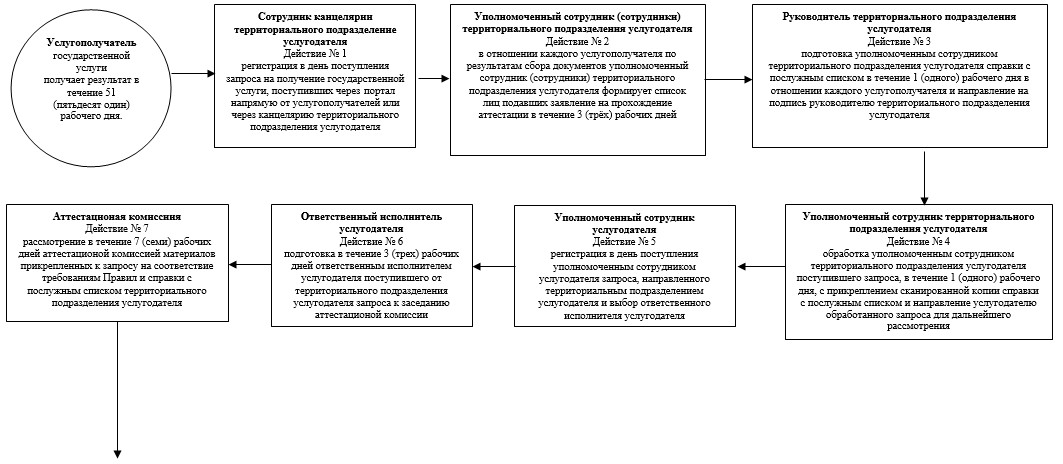 Услугополучатель
государственной
услуги
получает результат в
течение 51
(пятьдесят один)
рабочего дня.
Сотрудник канцелярии
территориального подразделение
услугодателя
Действие № 1
регистрация в день поступления
запроса на получение государственной
услуги, поступивших через портал
напрямую от услугополучателей или
через канцелярию территориального
подразделения услугодателя
Уполномоченный сотрудник (сотрудники)
территориального подразделения услугодателя
Действие № 2
в отношении каждого услугополучателя по
результатам сбора документов уполномоченный
сотрудник (сотрудники) территориального
подразделения услугодателя формирует список
лиц подавших заявление на прохождение
аттестации в течение 3 (трёх) рабочих дней
Руководитель территориального подразделения
услугодателя
Действие № 3
подготовка уполномоченным сотрудником
территориального подразделения услугодателя справки с
послужным списком в течение 1 (одного) рабочего дня в
отношении каждого услугополучателя и направление на
подпись руководителю территориального подразделения
услугодателя
Уполномоченный сотрудник территориального
подразделения услугодателя
Действие № 4
обработка уполномоченным сотрудником
территориального подразделения услугодателя
поступившего запроса, в течение 1 (одного) рабочего
дня, с прикреплением сканированной копии справки
с послужным списком и направление услугодателю
обработанного запроса для дальнейшего
рассмотрения
Уполномоченный сотрудник
услугодателя
Действие № 5
регистрация в день поступления
уполномоченным сотрудником
услугодателя запроса, направленного
территориальным подразделением
услугодателя и выбор ответственного
исполнителя услугодателя
Ответственный исполнитель
услугодателя
Действие № 6
подготовка в течение 3 (трех) рабочих
дней ответственным исполнителем
услугодателя поступившего от
территориального подразделения
услугодателя запроса к заседанию
аттестационой комиссии
Аттестационая комиссния
Действие № 7
рассмотрение в течение 7 (семи) рабочих
дней аттестационой комиссией материалов
прикрепленных к запросу на соответствие
требованиям Правил и справки с
послужным списком территориального
подразделения услугодателя